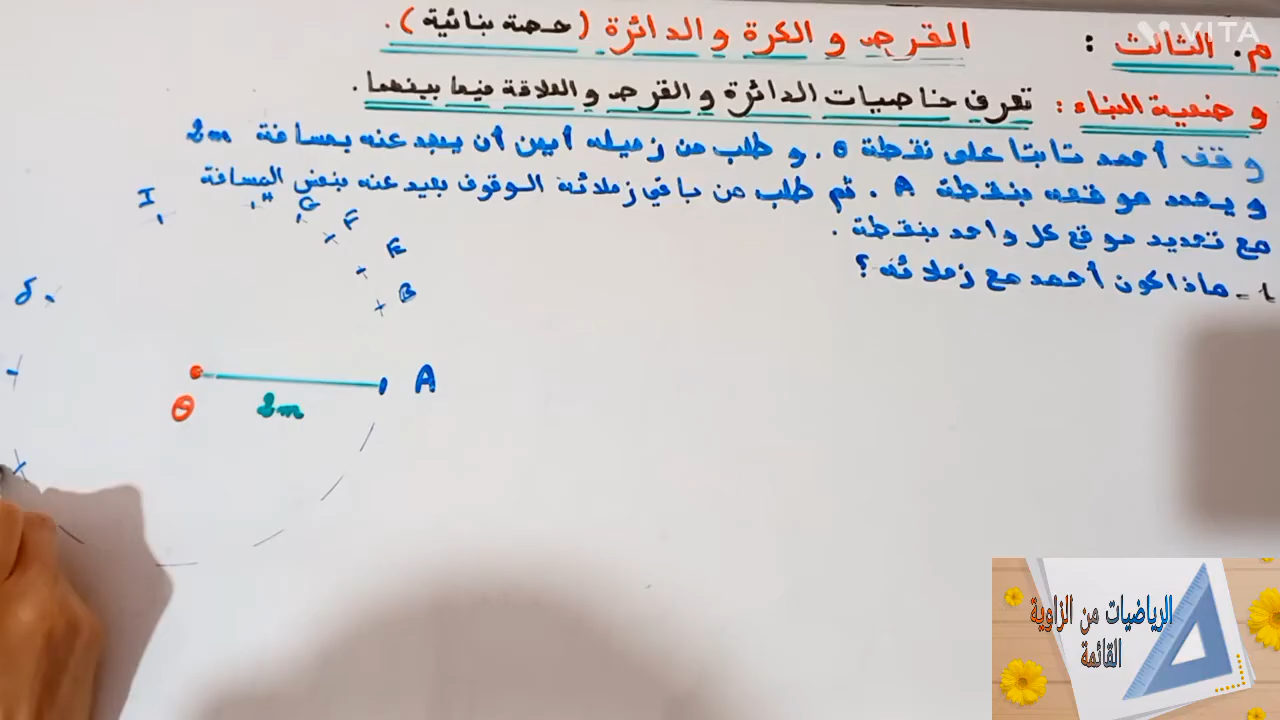 م. الثالث : القرص و الكرة و الدائرة (حصة بنائية).
وضعية البناء : تعرف خاصيات الدائرة و القرص و العلاقة فيما بينهما.
وقف أحمد ثابتا على نقطة O . و طلب من زميله أيمن أن يبعد عنه بمسافة 2m
و يحدد موقعه بنقطة A . ثم طلب من باقي زملائه الوقوف بعيد عنه بنفس المسافة
مع تحديد موقع كل واحد بنقطة .
1 - ماذا كون أحمد مع زملائه ؟
I
H
G
F
E
B
A
O
2m
VITA
الرياضيات من الزاوية
القائمة